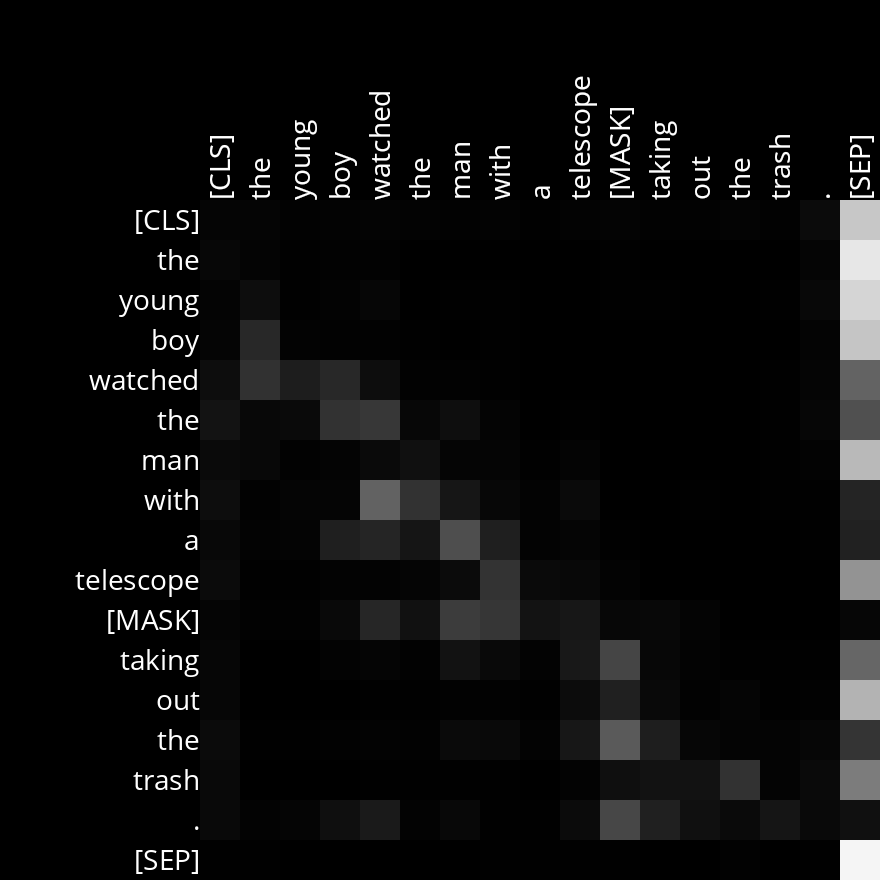 [CLS] the young boy watched the man with a telescope [MASK] taking out the trash . [SEP]
[CLS]
the
young
boy
watched
the
man
with
a
telescope
[MASK]
taking
out
the
trash
.
[SEP]